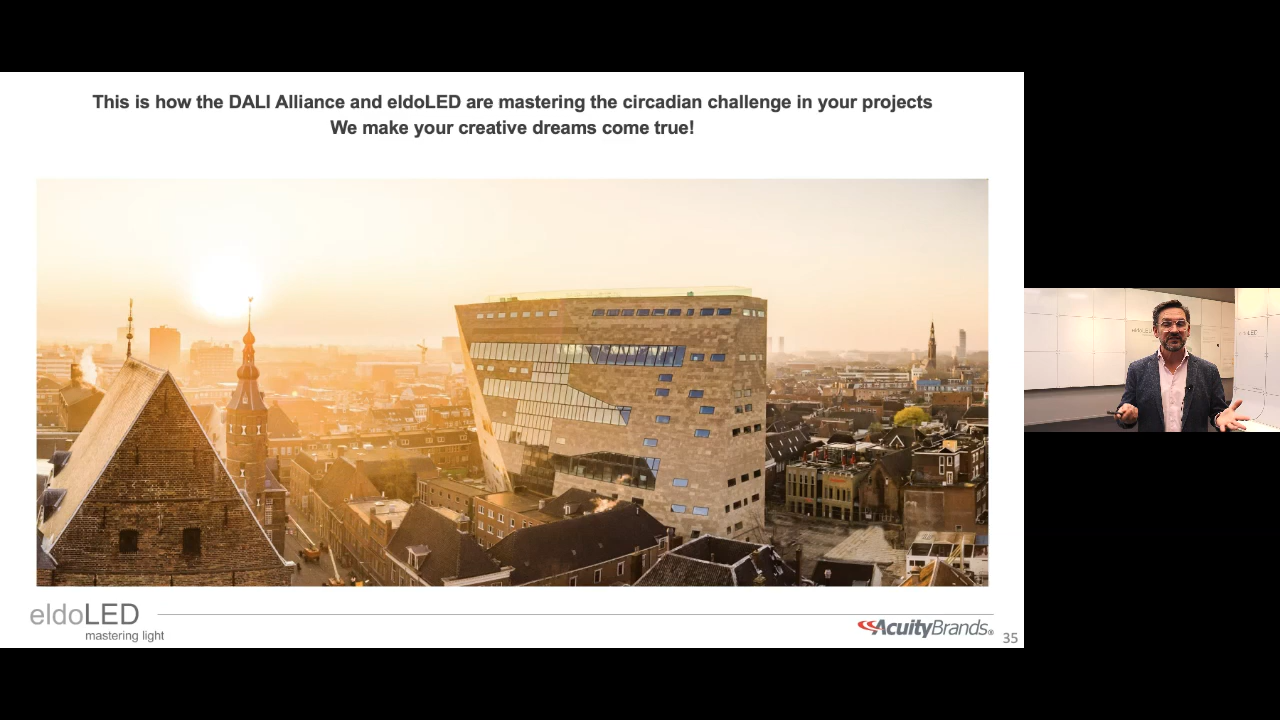 This is how the DALI Alliance and eldoLED are mastering the circadian challenge in your projects
We make your creative dreams come true!
eldoLED
mastering light
AcuityBrands®
35